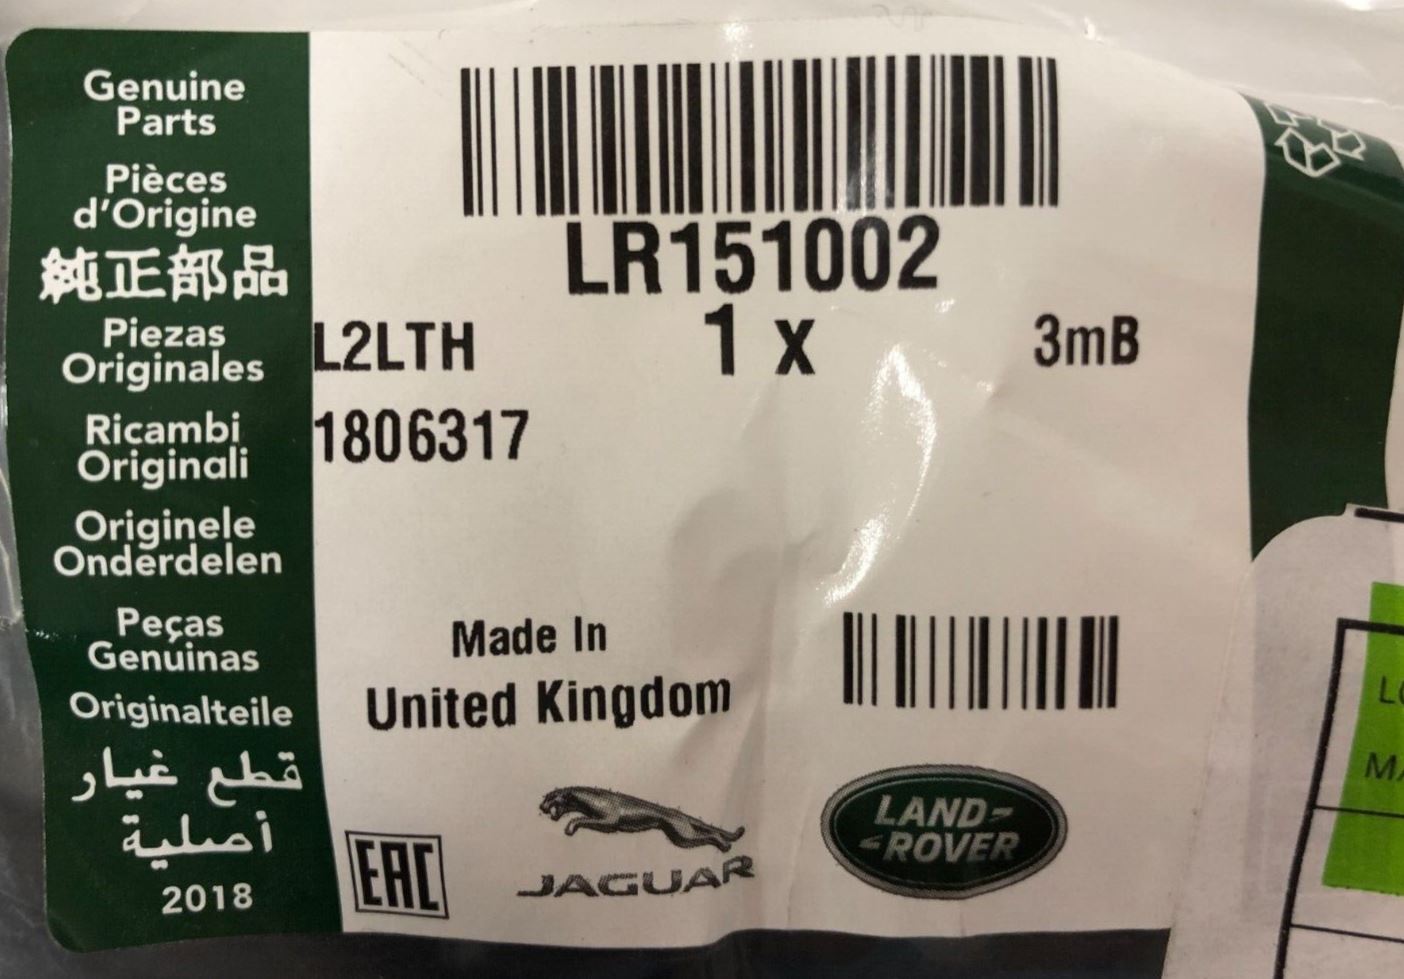 Genuine
Parts
Pièces
d'Origine
純正部品
Piezas
Originales
Ricambi
Originali
Originele
Onderdelen
Peças
Genuinas
Originalteile
قطع غيار
أصلية
2018
LR151002
L2LTH 1 x 3mB
1806317
Made In
United Kingdom
EAC
JAGUAR
LAND-
-ROVER